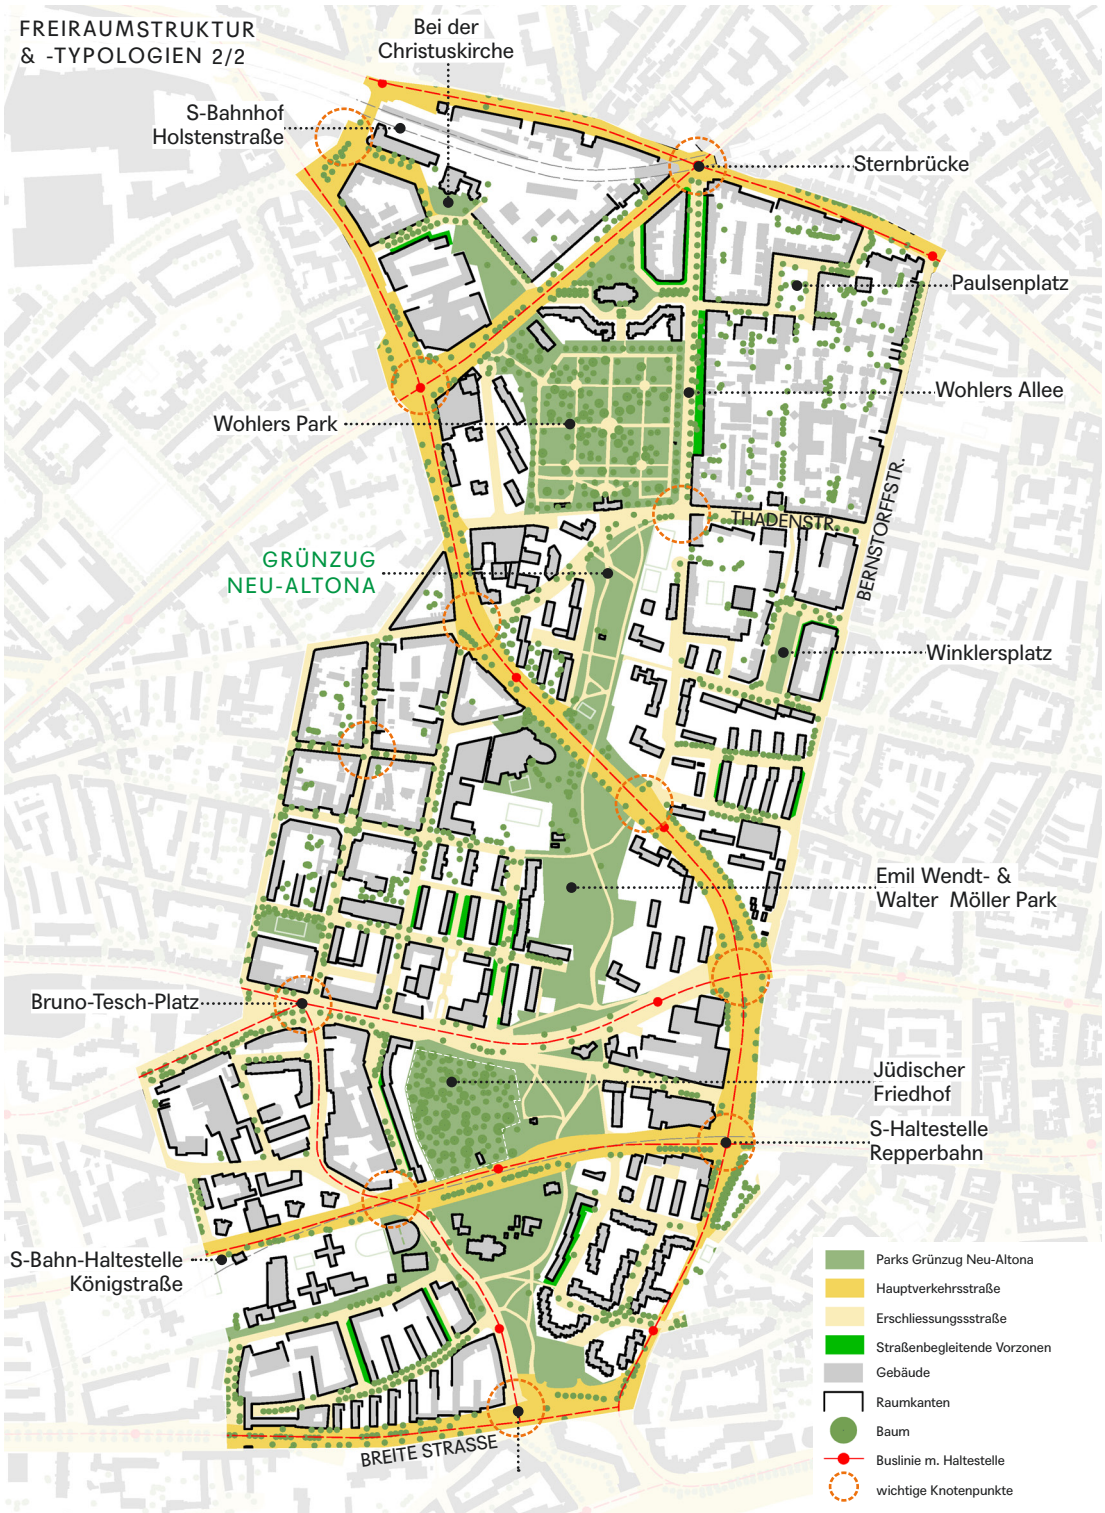 FREIRAUMSTRUKTUR
& -TYPOLOGIEN 2/2
Bei der
Christuskirche
S-Bahnhof
Holstenstraße
Sternbrücke
Paulsenplatz
Wohlers Allee
Wohlers Park
THADENSTR.
BERNSTORFFSTR.
GRÜNZUG
NEU-ALTONA
Winklersplatz
Emil Wendt- &
Walter Möller Park
Bruno-Tesch-Platz
Jüdischer
Friedhof
S-Haltestelle
Repperbahn
S-Bahn-Haltestelle
Königstraße
BREITE STRASSE
Parks Grünzug Neu-Altona
Hauptverkehrsstraße
Erschliessungssstraße
Straßenbegleitende Vorzonen
Gebäude
Raumkanten
Baum
Buslinie m. Haltestelle
wichtige Knotenpunkte